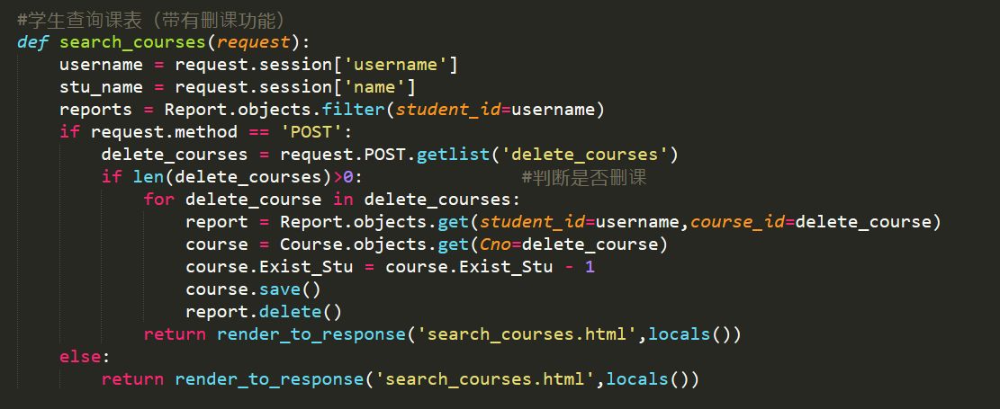 #学生查询课表（带有删课功能）
def search_courses(request):
    username = request.session['username']
    stu_name = request.session['name']
    reports = Report.objects.filter(student_id=username)
    if request.method == 'POST':
        delete_courses = request.POST.getlist('delete_courses')
        if len(delete_courses)>0:               #判断是否删课
            for delete_course in delete_courses:
                report = Report.objects.get(student_id=username,course_id=delete_course)
                course = Course.objects.get(Cno=delete_course)
                course.Exist_Stu = course.Exist_Stu - 1
                course.save()
                report.delete()
            return render_to_response('search_courses.html',locals())
    else:
        return render_to_response('search_courses.html',locals())